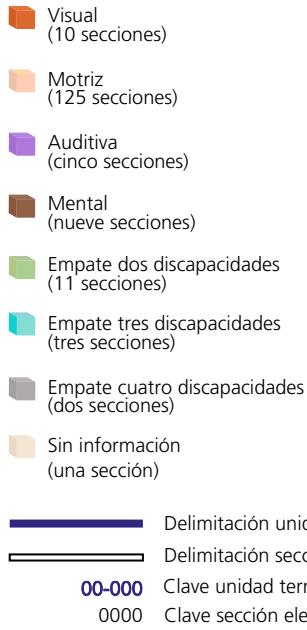 Visual
(10 secciones)
Motriz
(125 secciones)
Auditiva
(cinco secciones)
Mental
(nueve secciones)
Empate dos discapacidades
(11 secciones)
Empate tres discapacidades
(tres secciones)
Empate cuatro discapacidades
(dos secciones)
Sin información
(una sección)
Delimitación
Delimitación
00-000 Clave unidad
0000 Clave sección